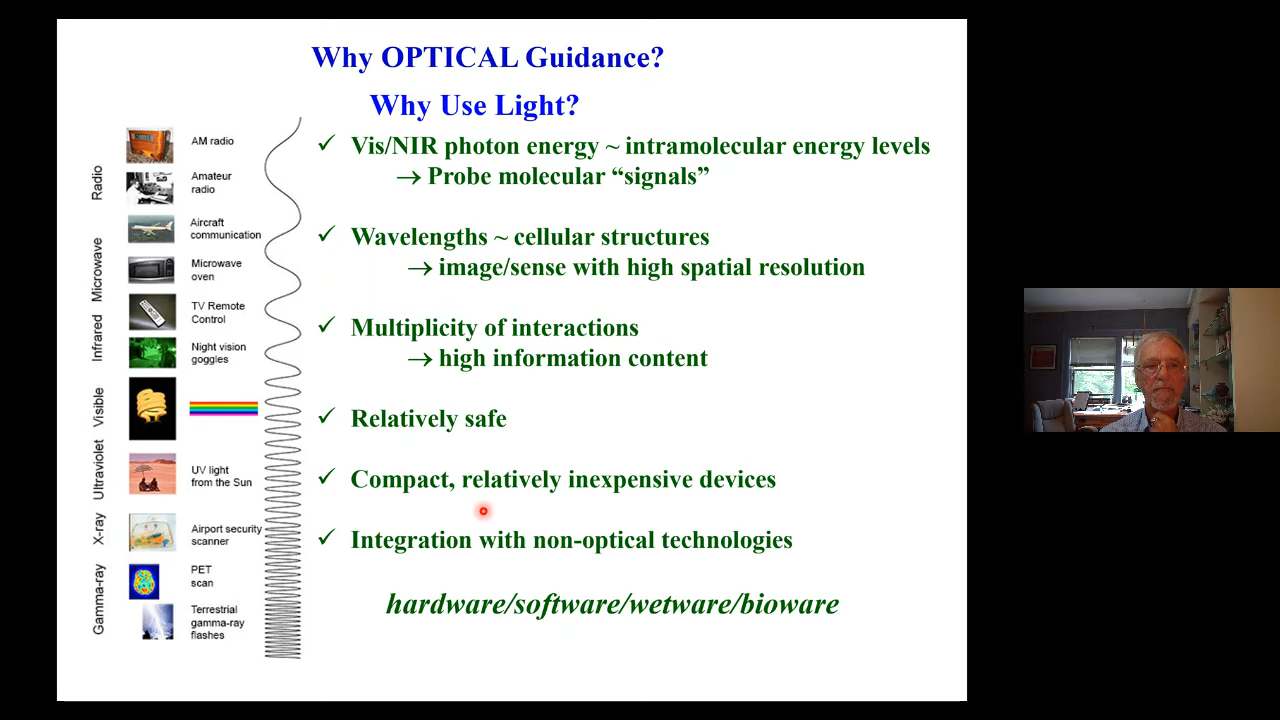 Why OPTICAL Guidance?
Why Use Light?
Radio
Microwave
Infrared
Visible
Ultraviolet
X-ray
Gamma-ray
AM radio
Amateur
radio
Aircraft
communication
Microwave
oven
TV Remote
Control
Night vision
goggles
UV light
from the Sun
Airport security
scanner
PET
scan
Terrestrial
gamma-ray
flashes
✓ Vis/NIR photon energy ~ intramolecular energy levels
→ Probe molecular “signals”
✓ Wavelengths ~ cellular structures
→ image/sense with high spatial resolution
✓ Multiplicity of interactions
→ high information content
✓ Relatively safe
✓ Compact, relatively inexpensive devices
✓ Integration with non-optical technologies
hardware/software/wetware/bioware